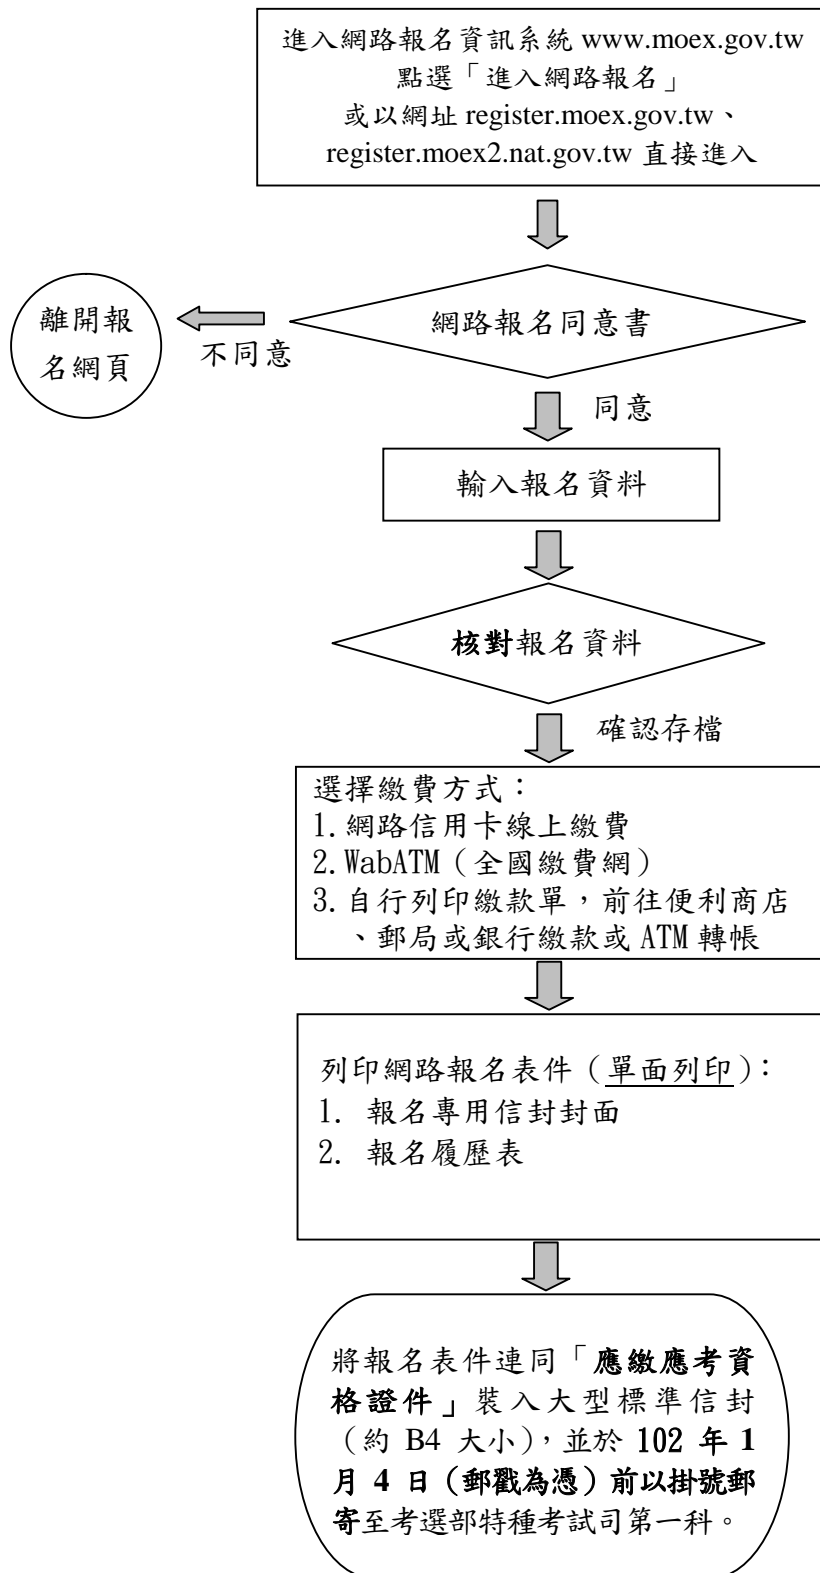 進入網路報名資訊系統 www.moex.gov.tw
點選「進入網路報名」
或以網址 register.moex.gov.tw、
register.moex2.nat.gov.tw 直接進入
網路報名同意書
離開報
名網頁
不同意
同意
輸入報名資料
核對報名資料
確認存檔
選擇繳費方式：
1.網路信用卡線上繳費
2.WabATM（全國繳費網）
3.自行列印繳款單，前往便利商店
、郵局或銀行繳款或 ATM 轉帳
列印網路報名表件（單面列印）：
1. 報名專用信封封面
2. 報名履歷表
將報名表件連同「應繳應考資
格證件」裝入大型標準信封
（約 B4 大小），並於 102 年 1
月 4 日（郵戳為憑）前以掛號郵
寄至考選部特種考試司第一科。